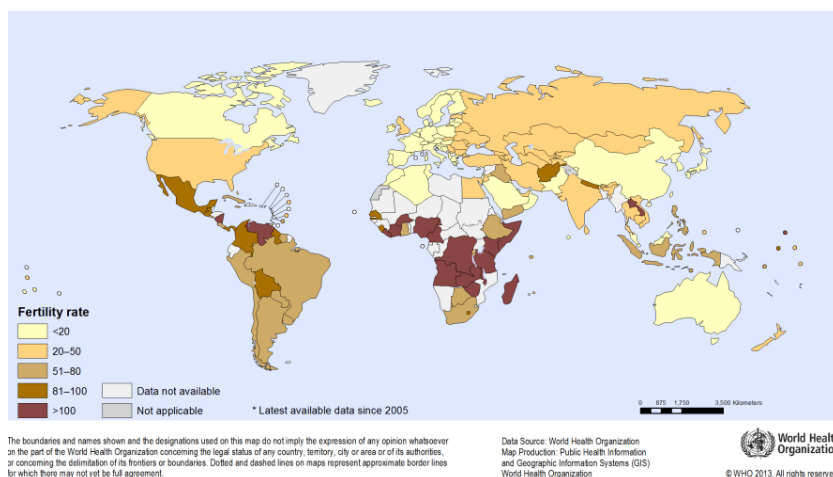 Fertility rate
<20
20–50
51–80
81–100
>100
Data not available
Not applicable
* Latest available data since 2005
0 875 1,750 3,500 Kilometers
The boundaries and names shown and the designations used on this map do not imply the expression of any opinion whatsoever
on the part of the World Health Organization concerning the legal status of any country, territory, city or area or of its authorities,
or concerning the delimitation of its frontiers or boundaries. Dotted and dashed lines on maps represent approximate border lines
for which there may not yet be full agreement.
Data Source: World Health Organization
Map Production: Public Health Information
and Geographic Information Systems (GIS)
World Health Organization
World Health
Organization
© WHO 2013. All rights reserve